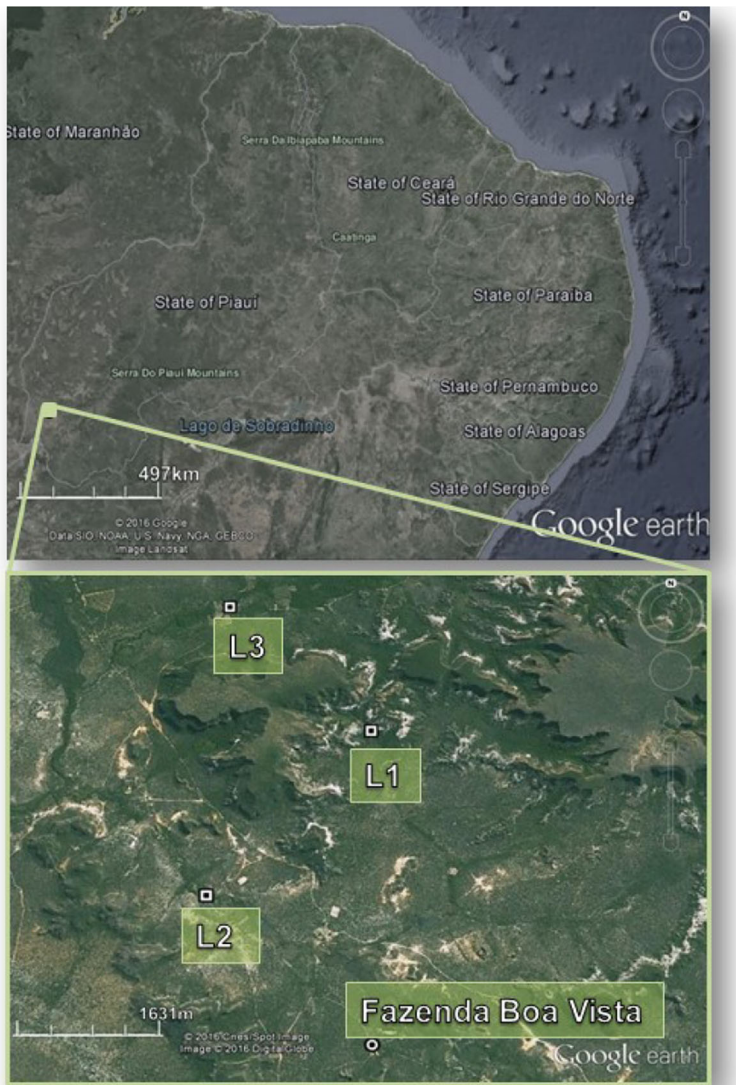 N
State of Maranhão
Serra Da Ibiapaba Mountains
State of Ceará
State of Rio Grande do Norte
Caatinga
State of Piauí
State of Paraíba
Serra Do Piauí Mountains
State of Pernambuco
Lago de Sobradinho
State of Alagoas
497km
State of Sergipe
© 2016 Google
Data SIO, NOAA, U.S. Navy, NGA, GEBCO
Image Landsat
Google earth
N
L3
L1
L2
Fazenda Boa Vista
1631m
© 2016 Cnes/Spot Image
Image © 2016 DigitalGlobe
Google earth